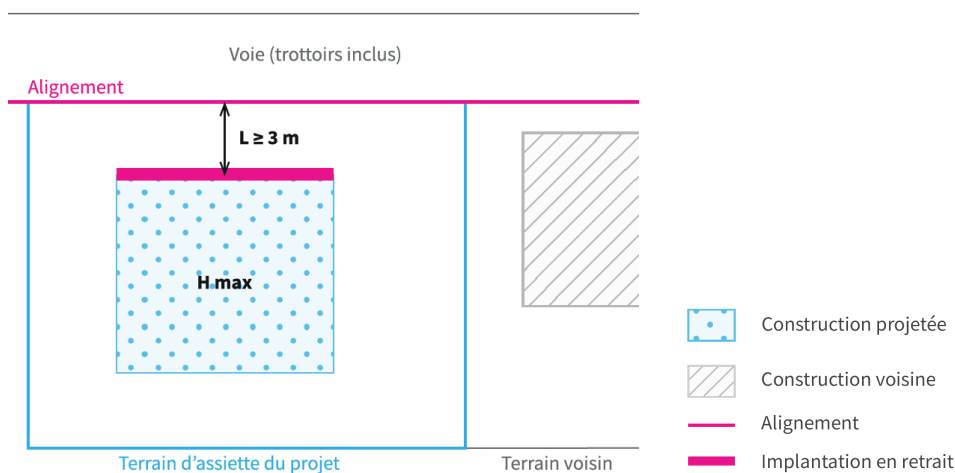 Voie (trottoirs inclus)
Alignement
L ≥ 3 m
H max
Construction projetée
Construction voisine
Alignement
Implantation en retrait
Terrain d’assiette du projet
Terrain voisin